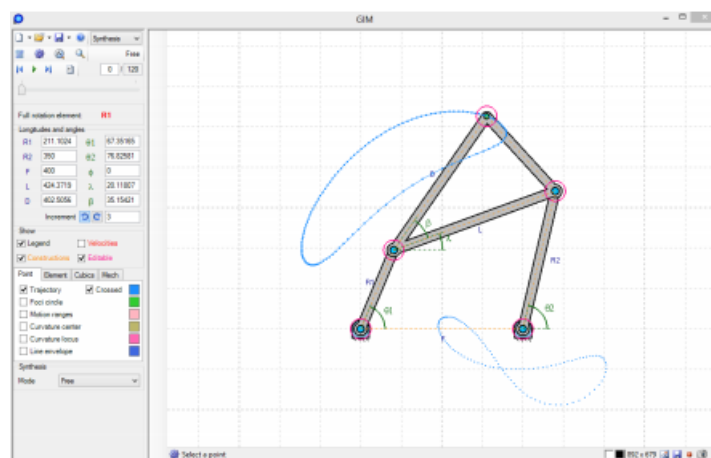 GIM
Synthesis
Free
0 / 120
Full rotation element R1
Longitudes and angles
R1 211.1024 θ1 67.35165
R2 350 θ2 76.82581
F 400 ϕ 0
L 424.3719 λ 20.11807
D 402.5056 β 35.15421
Increment 3
Show
Legend Velocities
Constructions Editable
Point Element Cubics Mech
Trajectory Crossed
Foci circle
Motion ranges
Curvature center
Curvature locus
Line envelope
Synthesis
Mode Free
D
β
λ
L
R1
R2
θ1
θ2
F
Select a point
892 x 679